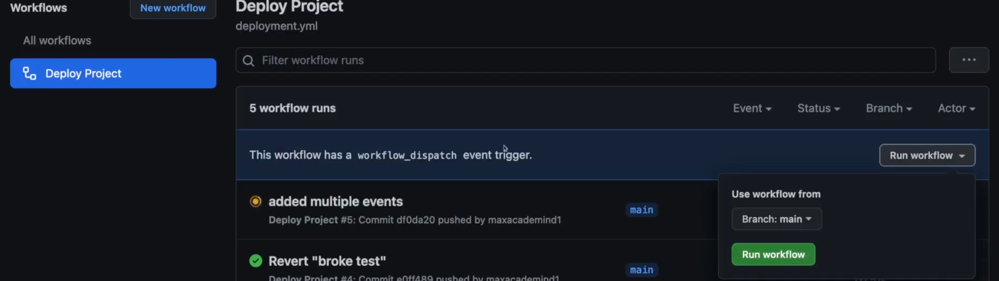 Workflows
New workflow
All workflows
Deploy Project
Deploy Project
deployment.yml
Filter workflow runs
5 workflow runs
Event
Status
Branch
Actor
This workflow has a workflow_dispatch event trigger.
Run workflow
Use workflow from
Branch: main
Run workflow
added multiple events
Deploy Project #5: Commit df0da20 pushed by maxacademind1
main
Revert "broke test"
Deploy Project #4: Commit e0ff489 pushed by maxacademind1
main